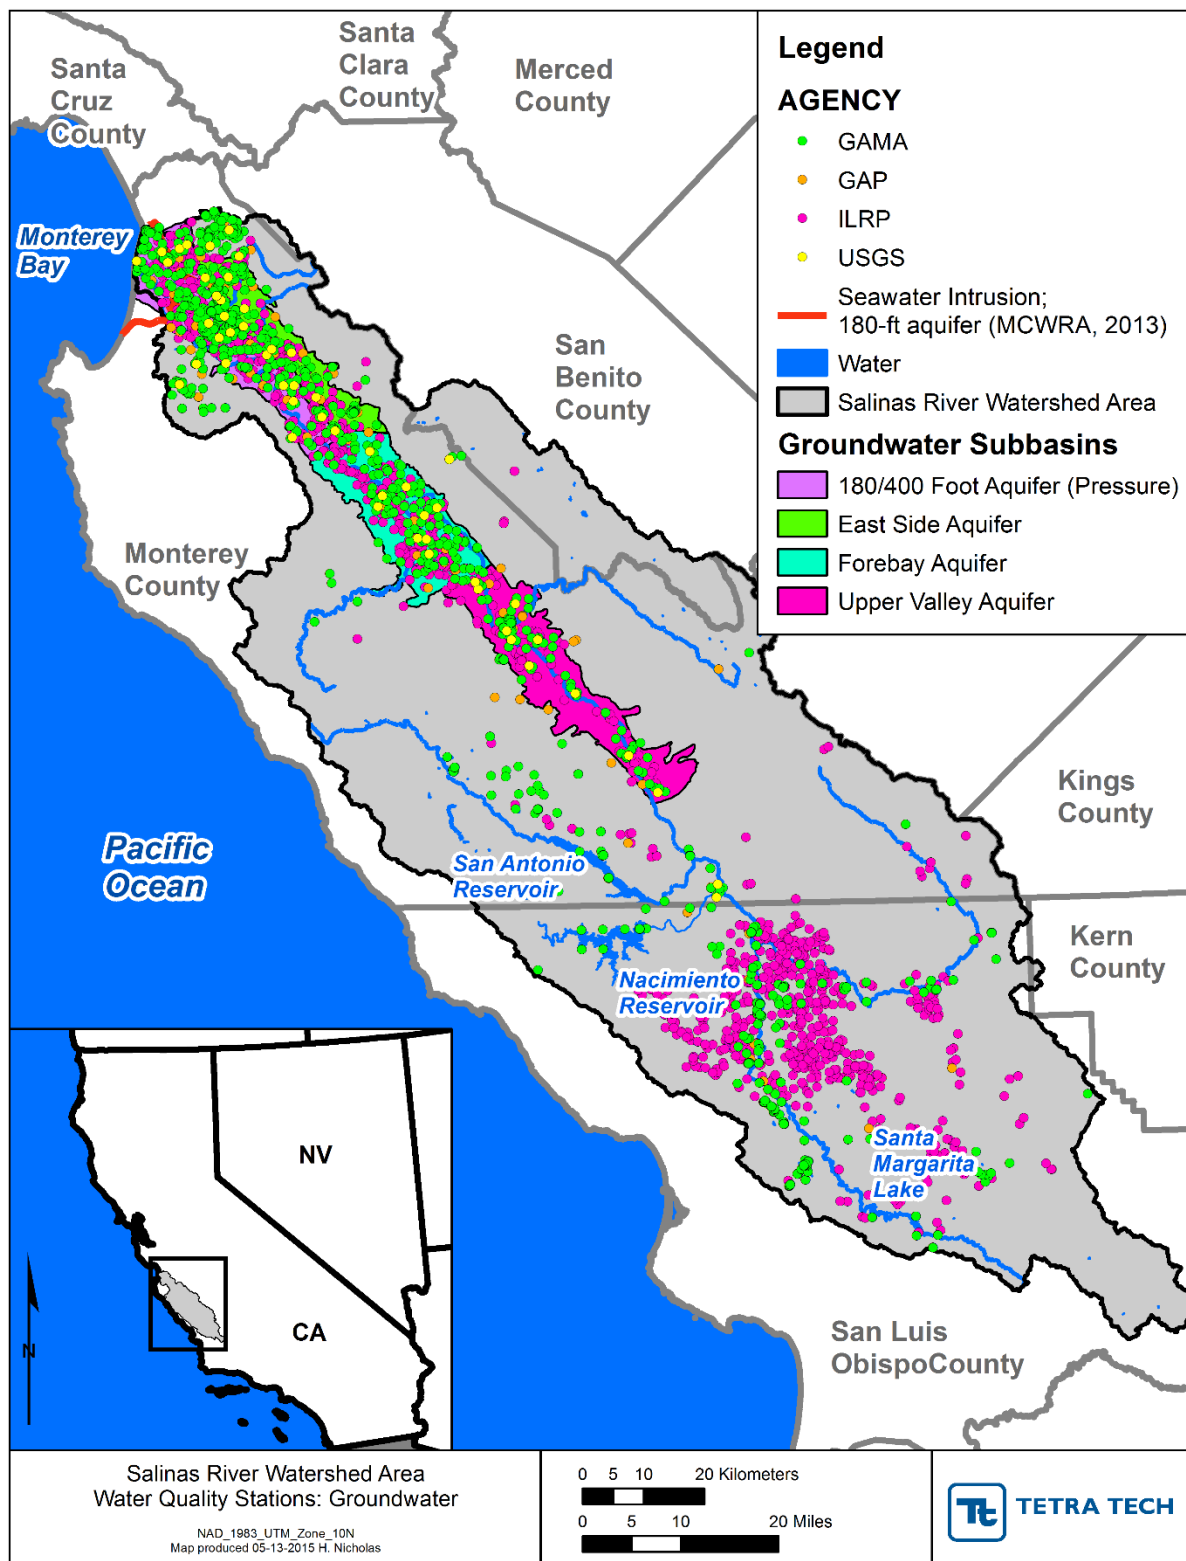 Santa
Cruz
County
Santa
Clara
County
Merced
County
Monterey
Bay
San
Benito
County
Monterey
County
Pacific
Ocean
San Antonio
Reservoir
Nacimiento
Reservoir
Santa
Margarita
Lake
Kings
County
Kern
County
San Luis
ObispoCounty
Legend
AGENCY
GAMA
GAP
ILRP
USGS
Seawater Intrusion;
180-ft aquifer (MCWRA, 2013)
Water
Salinas River Watershed Area
Groundwater Subbasins
180/400 Foot Aquifer (Pressure)
East Side Aquifer
Forebay Aquifer
Upper Valley Aquifer
NV
CA
N
Salinas River Watershed Area
Water Quality Stations: Groundwater
NAD_1983_UTM_Zone_10N
Map produced 05-13-2015 H. Nicholas
0 5 10 20 Kilometers
0 5 10 20 Miles
Tt
TETRA TECH